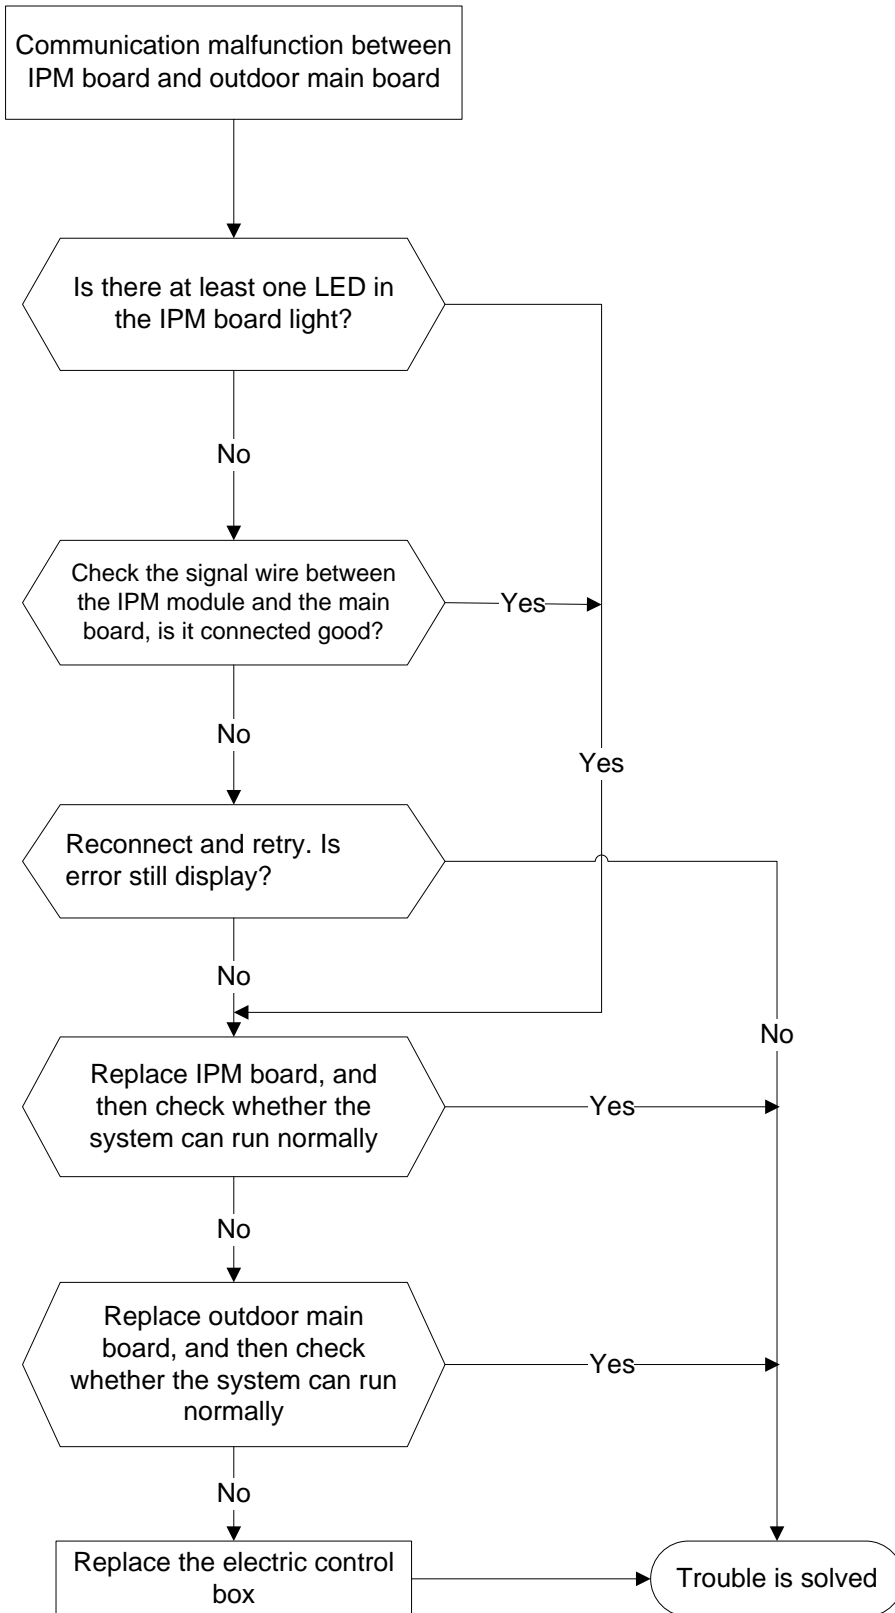 Communication malfunction between
IPM board and outdoor main board
Is there at least one LED in
the IPM board light?
No
Check the signal wire between
the IPM module and the main
board, is it connected good?
Yes
No
Yes
Reconnect and retry. Is
error still display?
No
No
Replace IPM board, and
then check whether the
system can run normally
Yes
No
Replace outdoor main
board, and then check
whether the system can run
normally
Yes
No
Replace the electric control
box
Trouble is solved